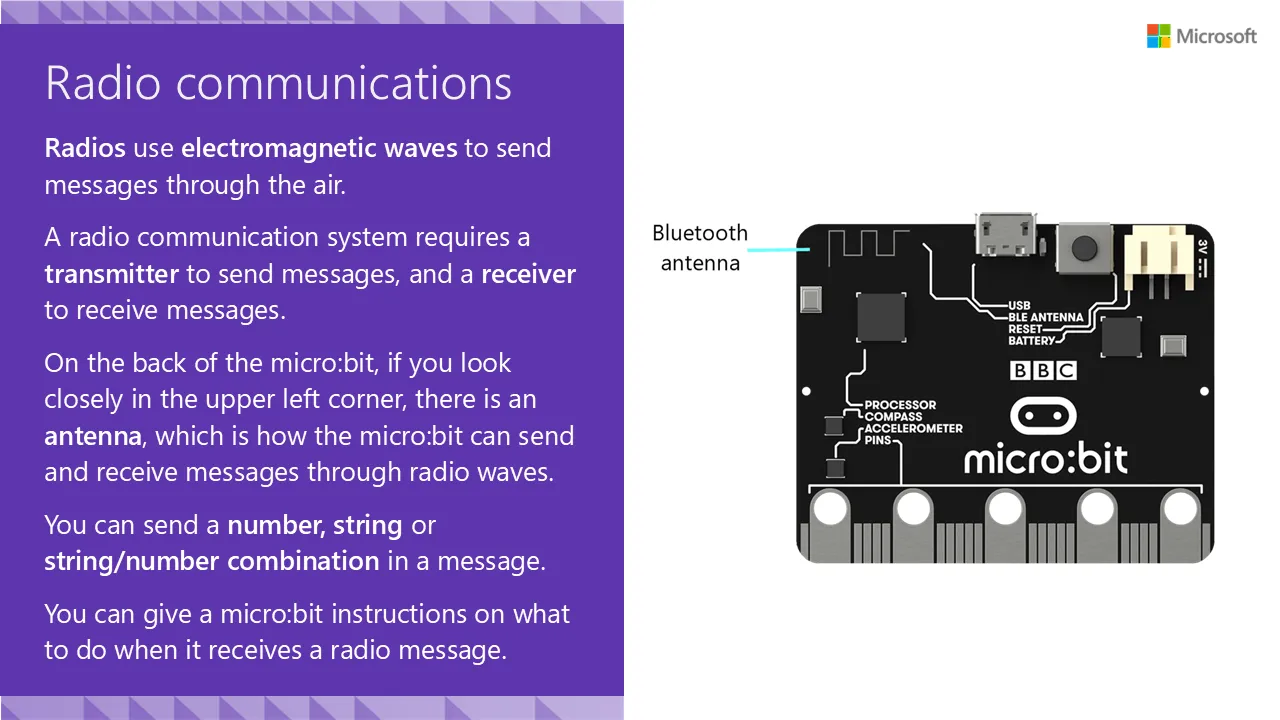 Radio communications
Radios use electromagnetic waves to send
messages through the air.
A radio communication system requires a
transmitter to send messages, and a receiver
to receive messages.
On the back of the micro:bit, if you look
closely in the upper left corner, there is an
antenna, which is how the micro:bit can send
and receive messages through radio waves.
You can send a number, string or
string/number combination in a message.
You can give a micro:bit instructions on what
to do when it receives a radio message.
Microsoft
Bluetooth
antenna
3V
USB
BLE ANTENNA
RESET
BATTERY
BBC
PROCESSOR
COMPASS
ACCELEROMETER
PINS
micro:bit